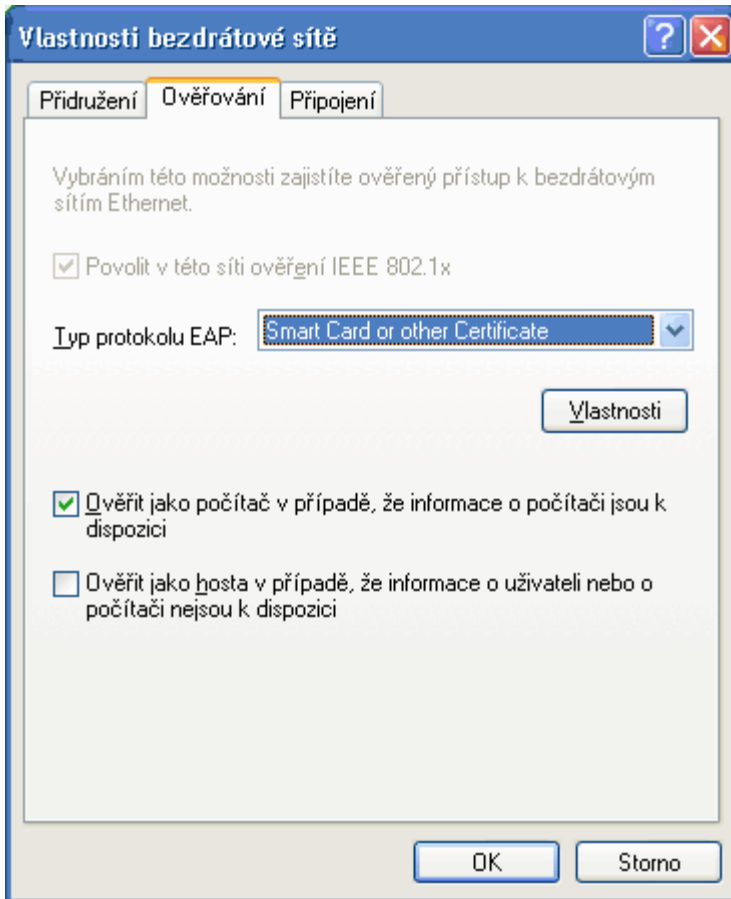 Vlastnosti bezdrátové sítě
Přidružení
Ověřování
Připojení
Vybráním této možnosti zajistíte ověřený přístup k bezdrátovým
sítím Ethernet.
Povolit v této síti ověření IEEE 802.1x
Typ protokolu EAP:
Smart Card or other Certificate
Vlastnosti
Ověřit jako počítač v případě, že informace o počítači jsou k
dispozici
Ověřit jako hosta v případě, že informace o uživateli nebo o
počítači nejsou k dispozici
OK
Storno